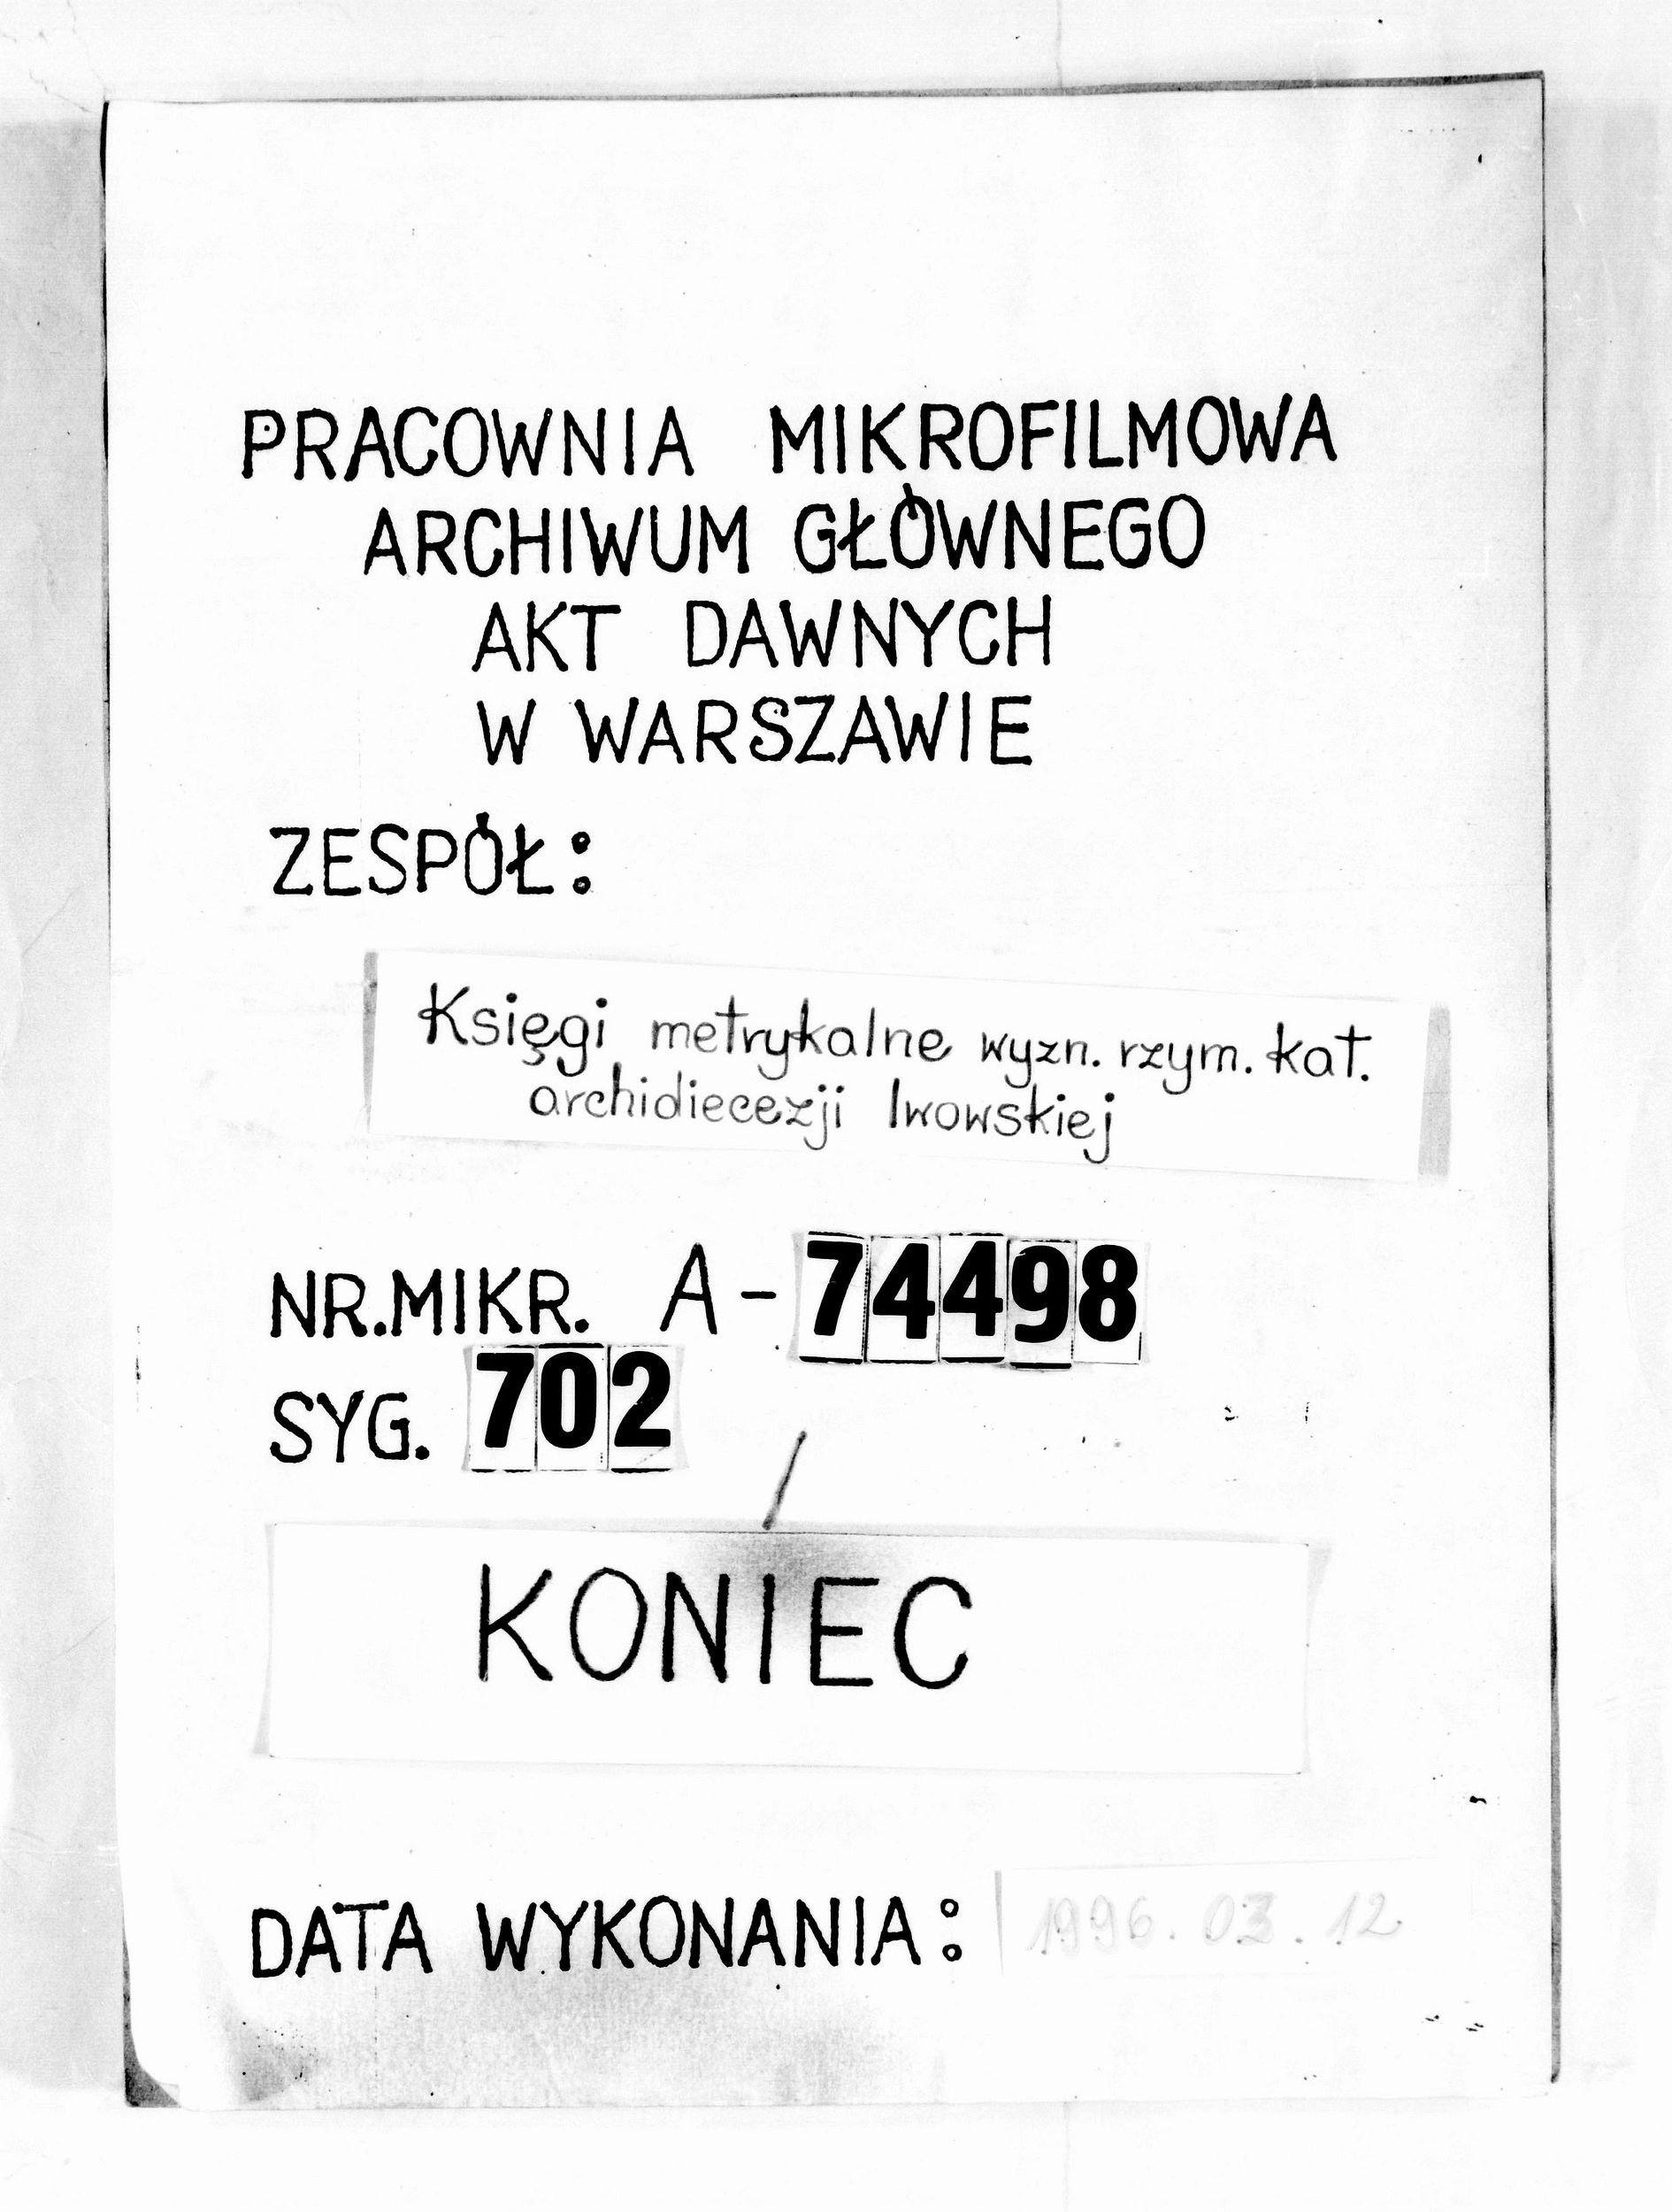 PRACOWNIA MIKROFILMOWA
ARCHIWUM GŁÓWNEGO
AKT DAWNYCH
W WARSZAWIE
ZESPÓŁ:
Księgi metrykalne wyzn. rzym. kat.
archidiecezji lwowskiej
NR.MIKR. A-74498
SYG. 702
KONIEC
DATA WYKONANIA: 1996.03.12